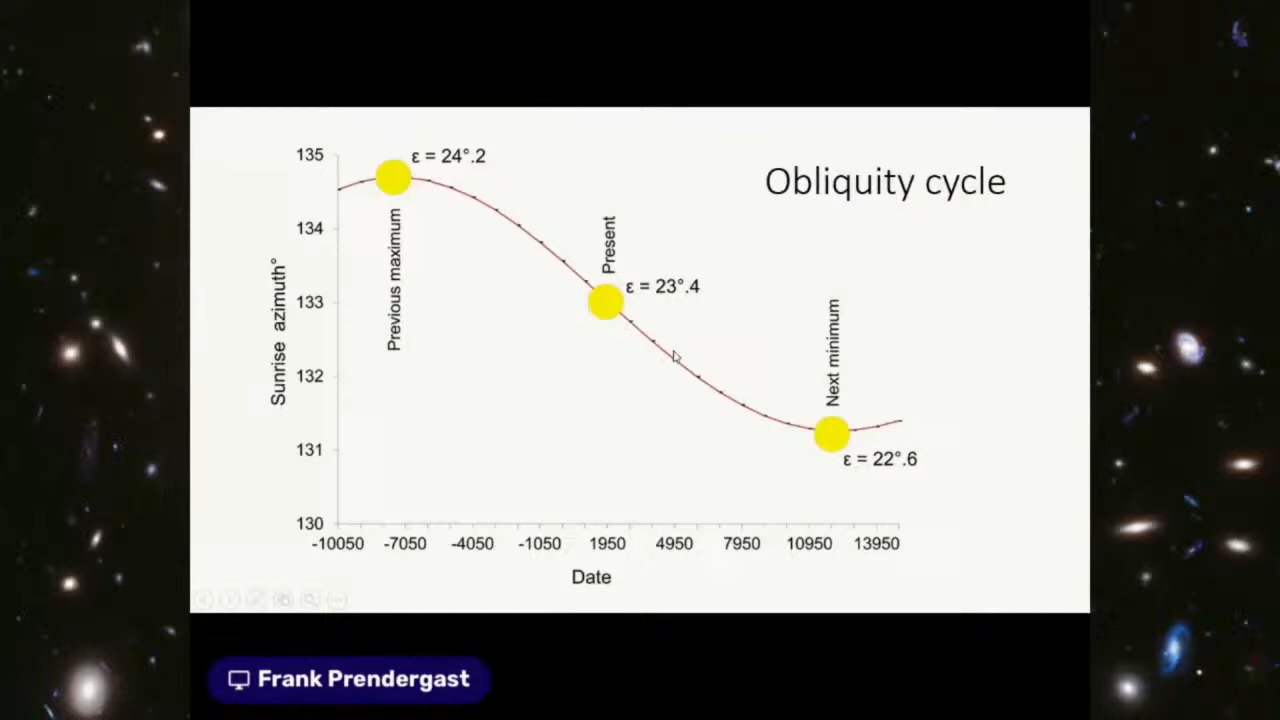 Obliquity cycle
ε = 24°.2
Previous maximum
Present
ε = 23°.4
Next minimum
ε = 22°.6
Sunrise azimuth°
135
134
133
132
131
130
-10050 -7050 -4050 -1050 1950 4950 7950 10950 13950
Date
Frank Prendergast